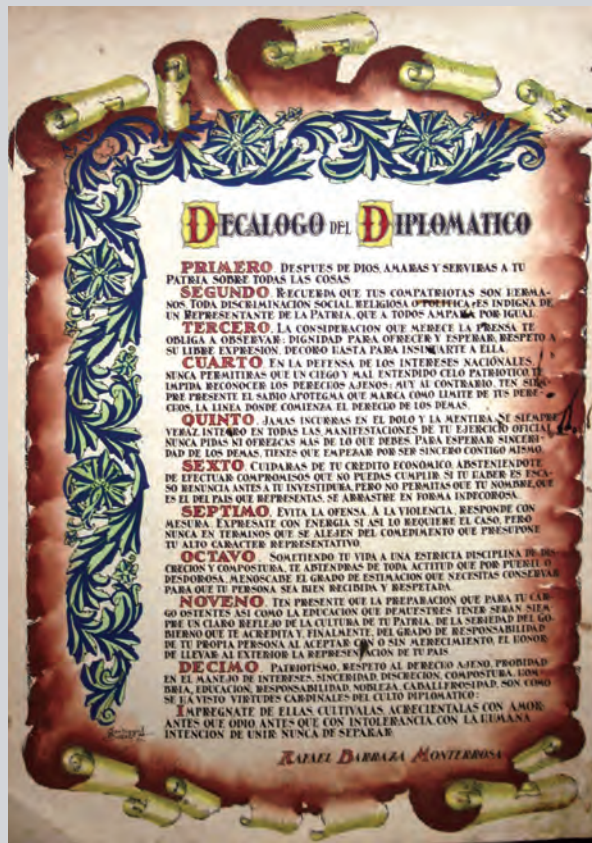 DECALOGO DEL DIPLOMATICO
PRIMERO. DESPUES DE DIOS, AMARAS Y SERVIRAS A TU
PATRIA SOBRE TODAS LAS COSAS
SEGUNDO. RECUERDA QUE TUS COMPATRIOTAS SON HERMA-
NOS. TODA DISCRIMINACION SOCIAL RELIGIOSA O POLITICA ES INDIGNA DE
UN REPRESENTANTE DE LA PATRIA, QUE A TODOS AMPARA POR IGUAL.
TERCERO. LA CONSIDERACION QUE MERECE LA PRENSA TE
OBLIGA A OBSERVAR: DIGNIDAD PARA OFRECER Y ESPERAR, RESPETO A
SU LIBRE EXPRESION, DECORO HASTA PARA INSINUARTE A ELLA.
CUARTO. EN LA DEFENSA DE LOS INTERESES NACIONALES,
NUNCA PERMITIRAS QUE UN CIEGO Y MAL ENTENDIDO CELO PATRIOTICO, TE
IMPIDA RECONOCER LOS DERECHOS AJENOS; MUY AL CONTRARIO, TEN SIEM-
PRE PRESENTE EL SABIO APOTEGMA QUE MARCA COMO LIMITE DE TUS DERE-
CHOS, LA LINEA DONDE COMIENZA EL DERECHO DE LOS DEMAS.
QUINTO. JAMAS INCURRAS EN EL DOLO Y LA MENTIRA. SE SIEMPRE
VERAZ, INTEGRO EN TODAS LAS MANIFESTACIONES DE TU EJERCICIO OFICIAL.
NUNCA PIDAS NI OFREZCAS MAS DE LO QUE DEBES. PARA ESPERAR SINCERI-
DAD DE LOS DEMAS, TIENES QUE EMPEZAR POR SER SINCERO CONTIGO MISMO.
SEXTO. CUIDARAS DE TU CREDITO ECONOMICO, ABSTENIENDOTE
DE EFECTUAR COMPROMISOS QUE NO PUEDAS CUMPLIR. SI TU HABER ES ESCA-
SO RENUNCIA ANTES A TU INVESTIDURA, PERO NO PERMITAS QUE TU NOMBRE, QUE
ES EL DEL PAIS QUE REPRESENTAS, SE ARRASTRE EN FORMA INDECOROSA.
SEPTIMO. EVITA LA OFENSA. A LA VIOLENCIA, RESPONDE CON
MESURA. EXPRESATE CON ENERGIA SI ASI LO REQUIERE EL CASO, PERO
NUNCA EN TERMINOS QUE SE ALEJEN DEL COMEDIMIENTO QUE PRESUPONE
TU ALTO CARACTER REPRESENTATIVO.
OCTAVO. SOMETIENDO TU VIDA A UNA ESTRICTA DISCIPLINA DE DIS-
CRECION Y COMPOSTURA, TE ABTENDRAS DE TODA ACTITUD QUE POR PUERIL O
DESDOROSA, MENOSCABE EL GRADO DE ESTIMACION QUE NECESITAS CONSERVAR
PARA QUE TU PERSONA SEA BIEN RECIBIDA Y RESPETADA.
NOVENO. TEN PRESENTE QUE LA PREPARACION QUE PARA TU CAR-
GO OSTENTES ASI COMO LA EDUCACION QUE DEMUESTRES TENER SERAN SIEM-
PRE UN CLARO REFLEJO DE LA CULTURA DE TU PATRIA, DE LA SERIEDAD DEL GO-
BIERNO QUE TE ACREDITA Y, FINALMENTE, DEL GRADO DE RESPONSABILIDAD
DE TU PROPIA PERSONA AL ACEPTAR, CON O SIN MERECIMIENTO, EL HONOR
DE LLEVAR AL EXTERIOR LA REPRESENTACION DE TU PAIS
DECIMO. PATRIOTISMO, RESPETO AL DERECHO AJENO, PROBIDAD
EN EL MANEJO DE INTERESES, SINCERIDAD, DISCRECION, COMPOSTURA, HOM-
BRIA, EDUCACION, RESPONSABILIDAD, NOBLEZA, CABALLEROSIDAD, SON COMO
SE HA VISTO VIRTUDES CARDINALES DEL CULTO DIPLOMATICO:
IMPREGNATE DE ELLAS, CULTIVALAS, ACRECIENTALAS CON AMOR
ANTES QUE ODIO, ANTES QUE CON INTOLERANCIA, CON LA HUMANA
INTENCION DE UNIR, NUNCA DE SEPARAR.
RAFAEL BARRAZA MONTERROSA